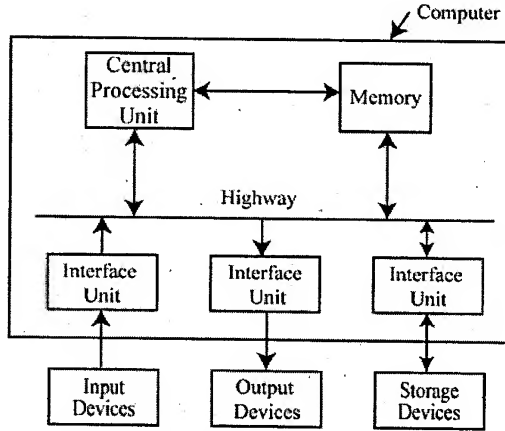 Computer
Central
Processing
Unit
Memory
Highway
Interface
Unit
Interface
Unit
Interface
Unit
Input
Devices
Output
Devices
Storage
Devices